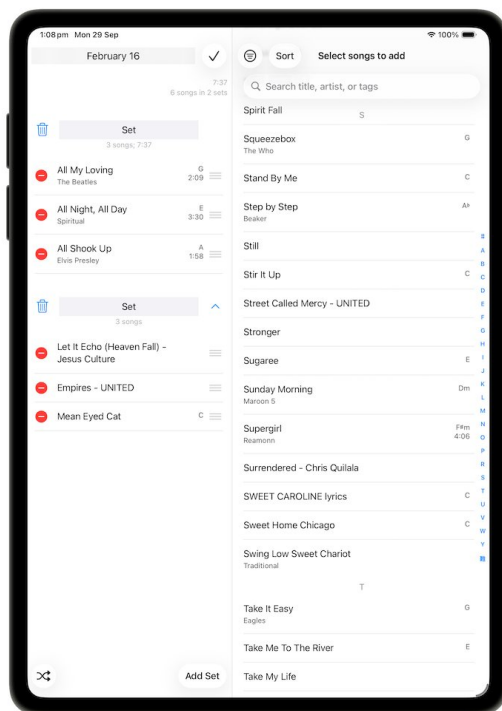 1:08 pm Mon 29 Sep
100%
February 16
7:37
6 songs in 2 sets
Set
3 songs; 7:37
All My Loving
G
The Beatles
2:09
All Night, All Day
E
Spiritual
3:30
All Shook Up
A
Elvis Presley
1:58
Set
3 songs
Let It Echo (Heaven Fall) –
Jesus Culture
Empires - UNITED
Mean Eyed Cat
C
Add Set
Sort
Select songs to add
Search title, artist, or tags
Spirit Fall
S
Squeezebox
G
The Who
Stand By Me
C
Step by Step
A♭
Beaker
Still
Stir It Up
C
Street Called Mercy - UNITED
Stronger
Sugaree
E
Sunday Morning
Dm
Maroon 5
Supergirl
F#m
Reamonn
4:06
Surrendered - Chris Quilala
SWEET CAROLINE lyrics
C
Sweet Home Chicago
C
Swing Low Sweet Chariot
Traditional
T
Take It Easy
G
Eagles
Take Me To The River
E
Take My Life
#
A
B
C
D
E
F
G
H
I
J
K
L
M
N
O
P
R
S
T
U
V
W
Y